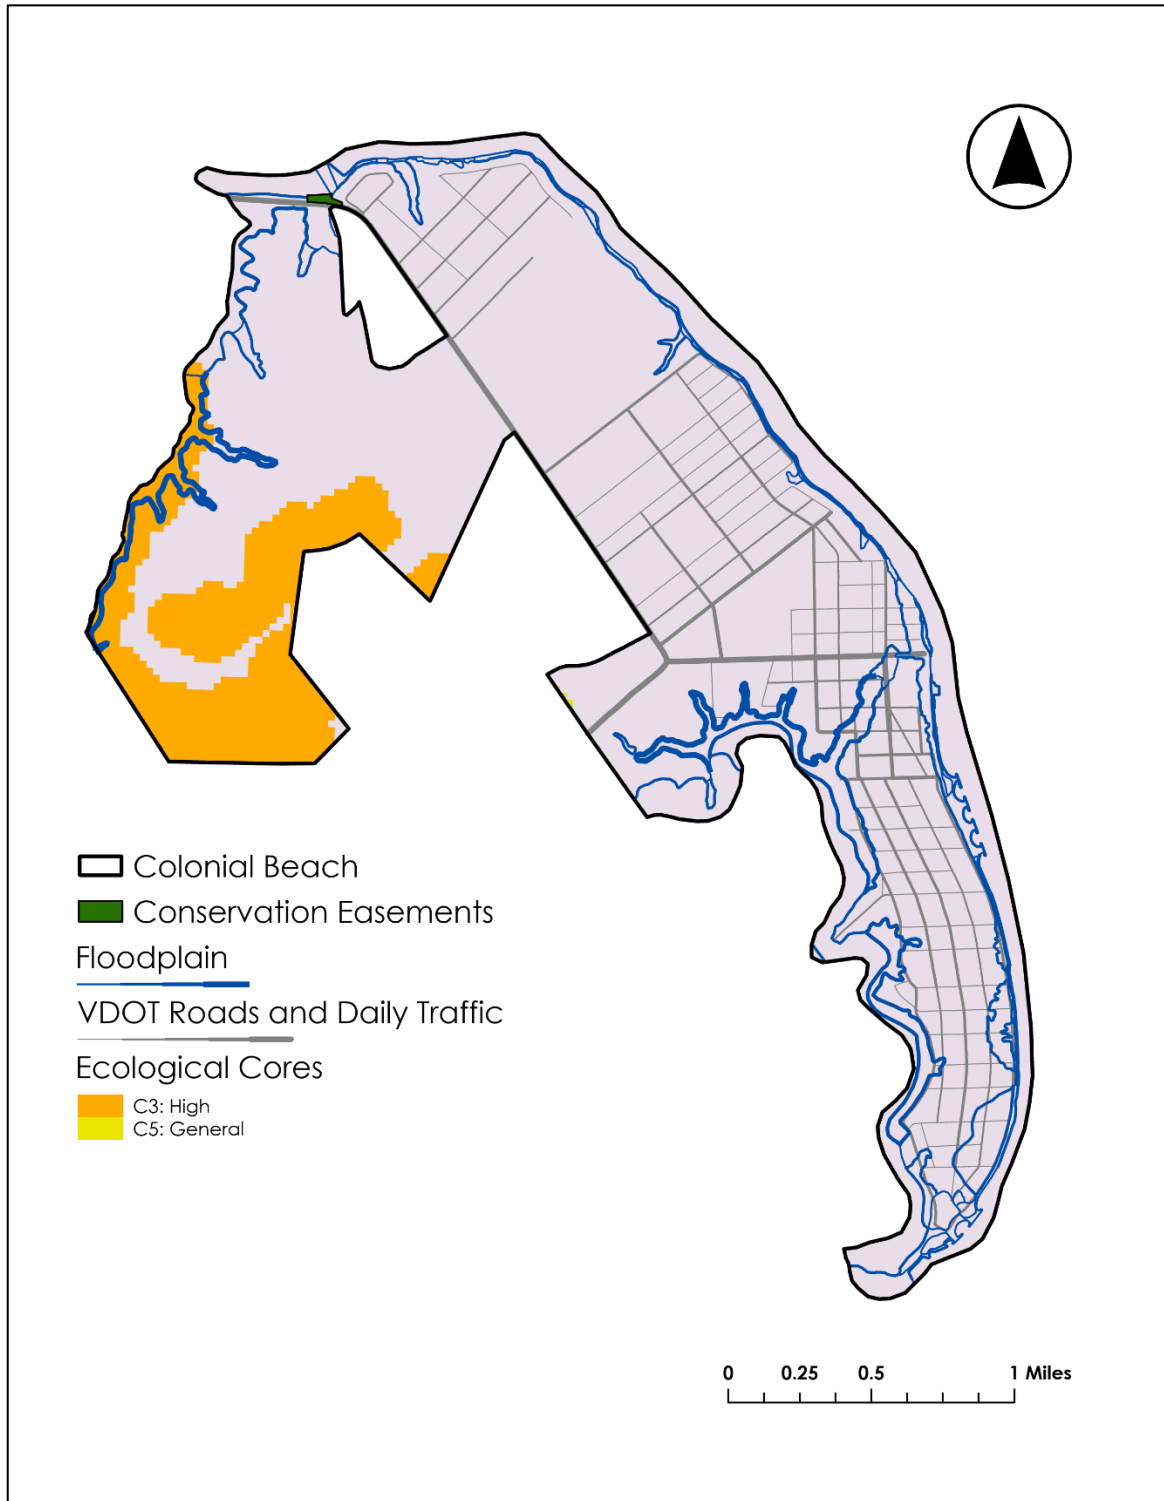 Colonial Beach
Conservation Easements
Floodplain
VDOT Roads and Daily Traffic
Ecological Cores
C3: High
C5: General
0 0.25 0.5 1 Miles